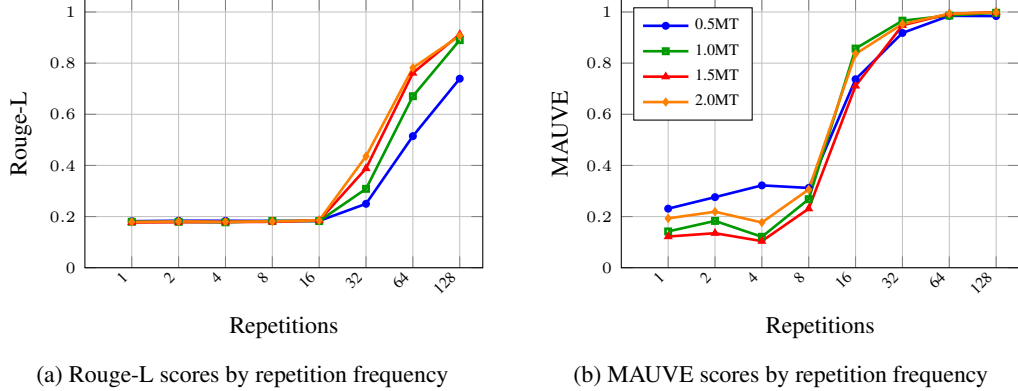 1
0.8
0.6
0.4
0.2
0
Rouge-L
1
2
4
8
16
32
64
128
Repetitions
(a) Rouge-L scores by repetition frequency
1
0.8
0.6
0.4
0.2
0
MAUVE
0.5MT
1.0MT
1.5MT
2.0MT
1
2
4
8
16
32
64
128
Repetitions
(b) MAUVE scores by repetition frequency